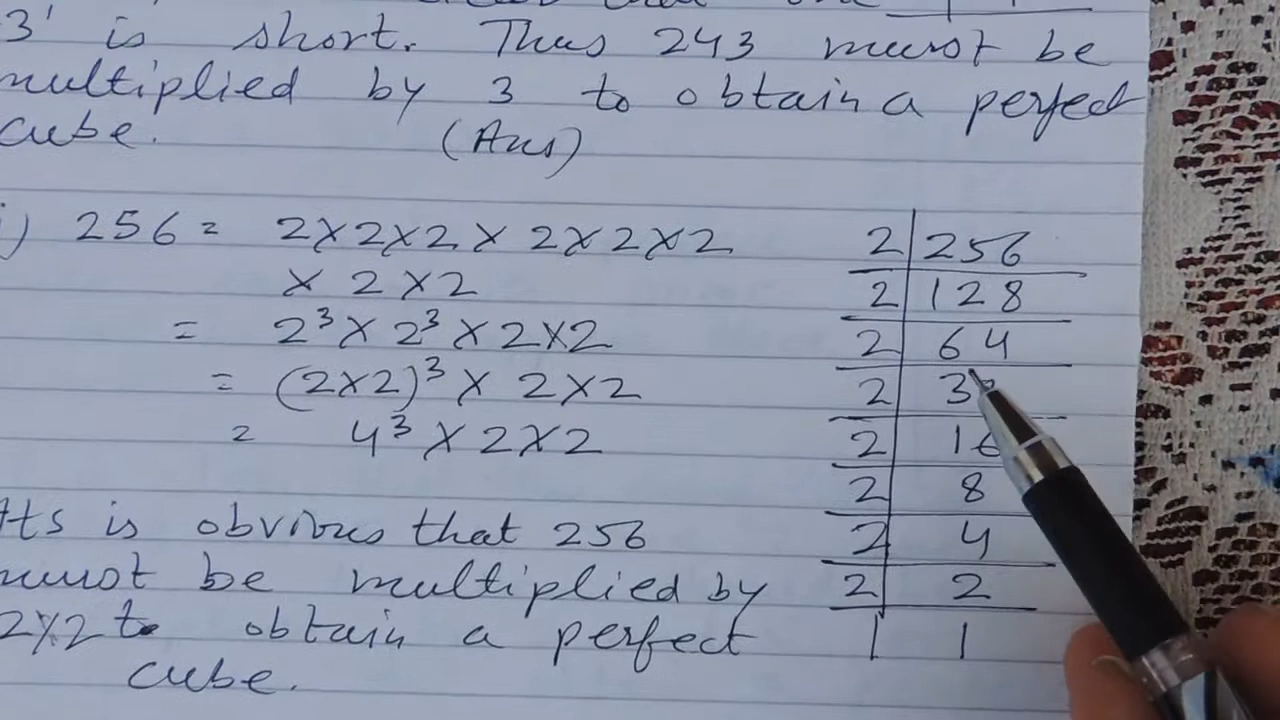 3' is short. Thus 243 must be
multiplied by 3 to obtain a perfect
cube. (Ans)
i) 256 = 2×2×2 × 2×2×2
× 2×2
= 2³ × 2³ × 2×2
= (2×2)³ × 2×2
= 4³ × 2×2
Its is obvious that 256
must be multiplied by
2×2 to obtain a perfect
cube.
2 | 256
2 | 128
2 | 64
2 | 32
2 | 16
2 | 8
2 | 4
2 | 2
1 1